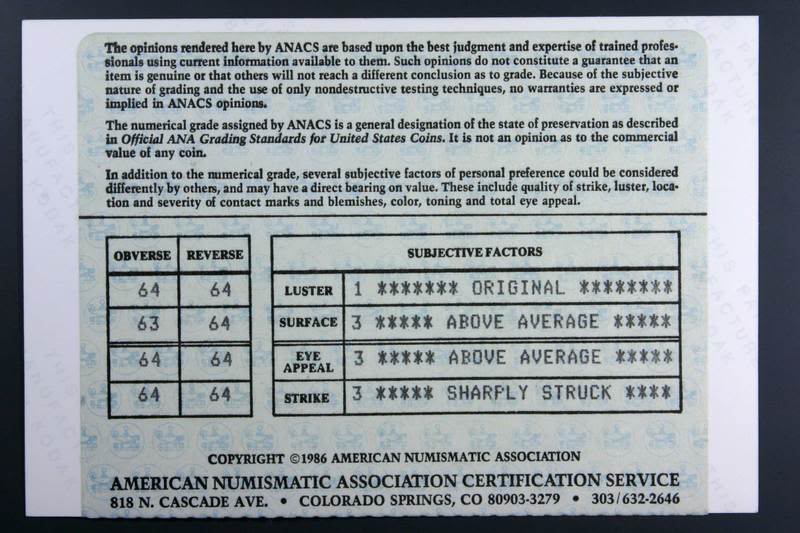 The opinions rendered here by ANACS are based upon the best judgment and expertise of trained profes-
sionals using current information available to them. Such opinions do not constitute a guarantee that an
item is genuine or that others will not reach a different conclusion as to grade. Because of the subjective
nature of grading and the use of only nondestructive testing techniques, no warranties are expressed or
implied in ANACS opinions.
The numerical grade assigned by ANACS is a general designation of the state of preservation as described
in Official ANA Grading Standards for United States Coins. It is not an opinion as to the commercial
value of any coin.
In addition to the numerical grade, several subjective factors of personal preference could be considered
differently by others, and may have a direct bearing on value. These include quality of strike, luster, loca-
tion and severity of contact marks and blemishes, color, toning and total eye appeal.
OBVERSE REVERSE SUBJECTIVE FACTORS
64 64 LUSTER 1 ******* ORIGINAL ********
63 64 SURFACE 3 ***** ABOVE AVERAGE *****
64 64 EYE APPEAL 3 ***** ABOVE AVERAGE *****
64 64 STRIKE 3 ***** SHARPLY STRUCK ****
COPYRIGHT ©1986 AMERICAN NUMISMATIC ASSOCIATION
AMERICAN NUMISMATIC ASSOCIATION CERTIFICATION SERVICE
818 N. CASCADE AVE. • COLORADO SPRINGS, CO 80903-3279 • 303/632-2646